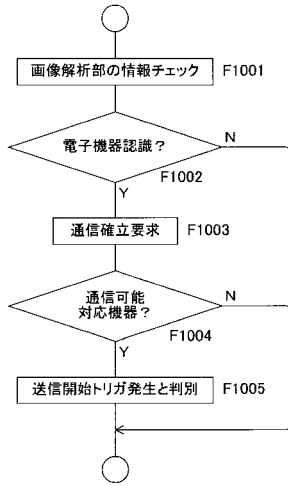 画像解析部の情報チェック F1001
電子機器認識？ N
F1002
Y
通信確立要求 F1003
通信可能 N
対応機器？
F1004
Y
送信開始トリガ発生と判別 F1005